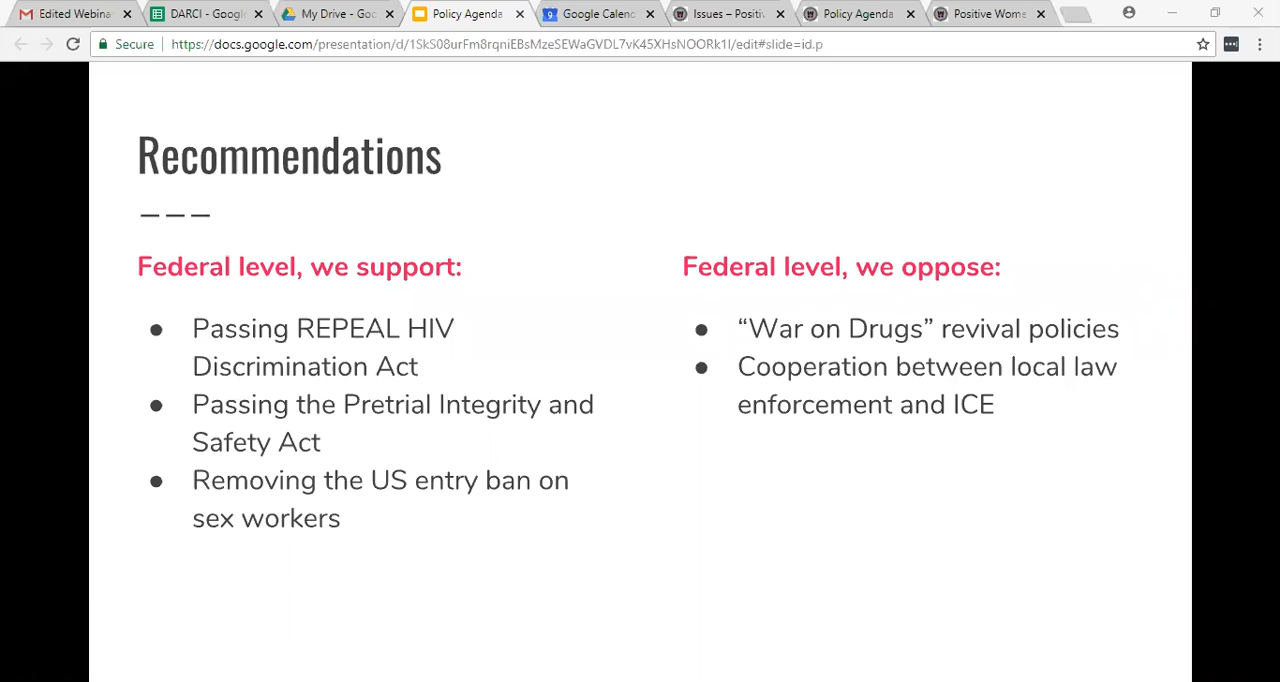 Edited Webina
DARCI - Googl
My Drive - Goo
Policy Agenda
Google Calenc
Issues – Positiv
Policy Agenda
Positive Wome
Secure
https://docs.google.com/presentation/d/1SkS08urFm8rqniEBsMzeSEWaGVDL7vK45XHsNOORk1I/edit#slide=id.p
Recommendations
Federal level, we support:
● Passing REPEAL HIV
Discrimination Act
● Passing the Pretrial Integrity and
Safety Act
● Removing the US entry ban on
sex workers
Federal level, we oppose:
● “War on Drugs” revival policies
● Cooperation between local law
enforcement and ICE